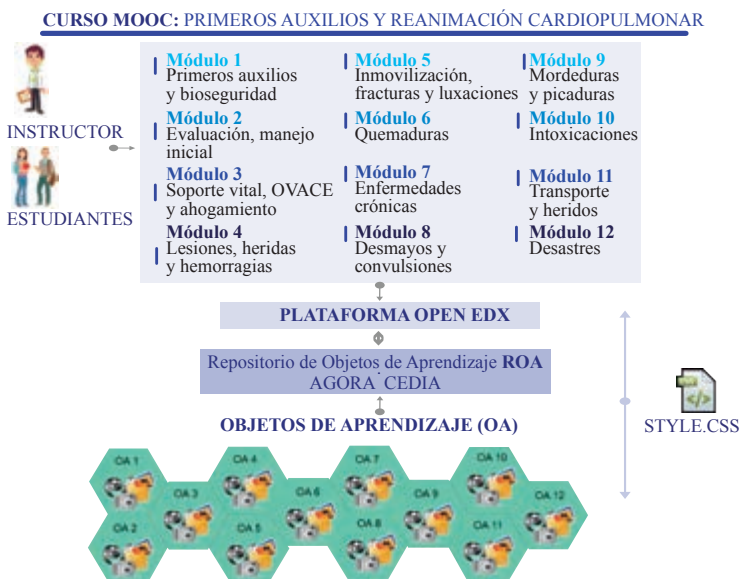 CURSO MOOC: PRIMEROS AUXILIOS Y REANIMACIÓN CARDIOPULMONAR
INSTRUCTOR
ESTUDIANTES
Módulo 1
Primeros auxilios
y bioseguridad
Módulo 2
Evaluación, manejo
inicial
Módulo 3
Soporte vital, OVACE
y ahogamiento
Módulo 4
Lesiones, heridas
y hemorragias
Módulo 5
Inmovilización,
fracturas y luxaciones
Módulo 6
Quemaduras
Módulo 7
Enfermedades
crónicas
Módulo 8
Desmayos y
convulsiones
Módulo 9
Mordeduras
y picaduras
Módulo 10
Intoxicaciones
Módulo 11
Transporte
y heridos
Módulo 12
Desastres
PLATAFORMA OPEN EDX
Repositorio de Objetos de Aprendizaje ROA
AGORA CEDIA
OBJETOS DE APRENDIZAJE (OA)
</>
STYLE.CSS
OA 1
OA 2
OA 3
OA 4
OA 5
OA 6
OA 7
OA 8
OA 9
OA 10
OA 11
OA 12